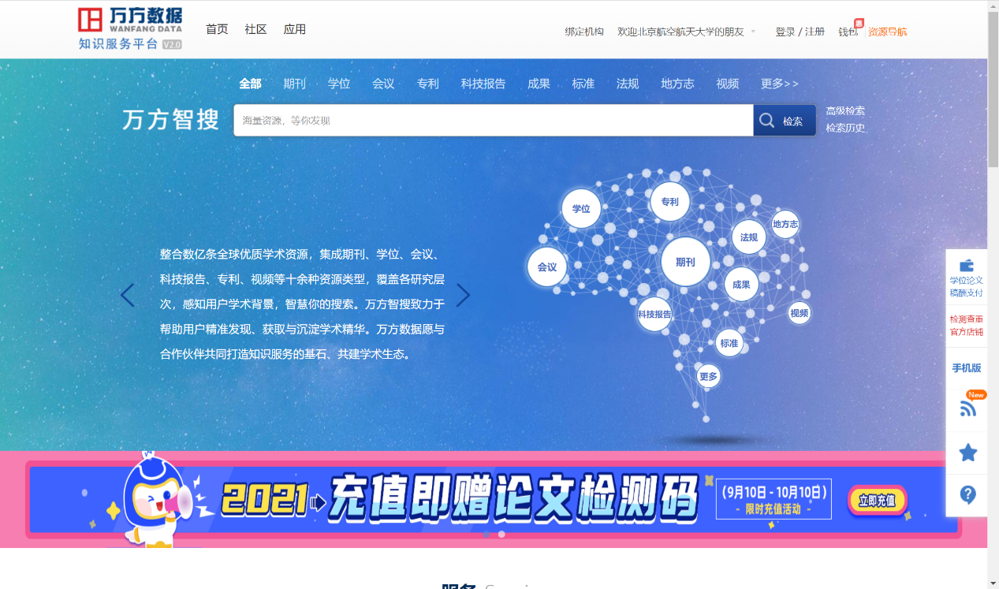 万方数据
WANFANG DATA
知识服务平台 V2.0
首页 社区 应用
绑定机构 欢迎北京航空航天大学的朋友 登录 / 注册 钱包 惠 资源导航
全部 期刊 学位 会议 专利 科技报告 成果 标准 法规 地方志 视频 更多>>
万方智搜
海量资源，等你发现
检索
高级检索
检索历史
整合数亿条全球优质学术资源，集成期刊、学位、会议、
科技报告、专利、视频等十余种资源类型，覆盖各研究层
次，感知用户学术背景，智慧你的搜索。万方智搜致力于
帮助用户精准发现、获取与沉淀学术精华。万方数据愿与
合作伙伴共同打造知识服务的基石、共建学术生态。
学位
专利
地方志
法规
期刊
会议
成果
科技报告
视频
标准
更多
学位论文
稿酬支付
检测查重
官方店铺
手机版
New
2021 充值即赠论文检测码
(9月10日 - 10月10日)
- 限时充值活动 -
立即充值
服务